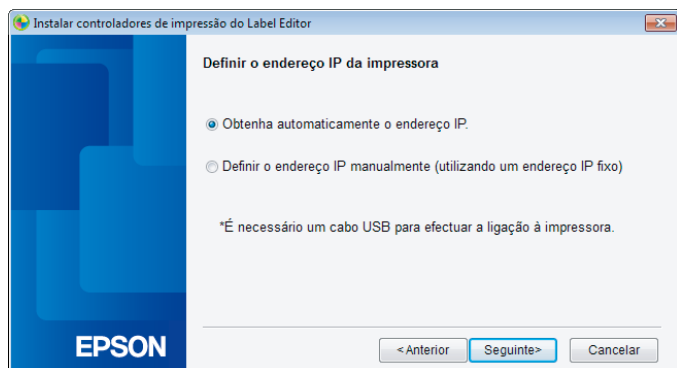 Instalar controladores de impressão do Label Editor
Definir o endereço IP da impressora
Obtenha automaticamente o endereço IP.
Definir o endereço IP manualmente (utilizando um endereço IP fixo)
*É necessário um cabo USB para efectuar a ligação à impressora.
EPSON
<Anterior
Seguinte>
Cancelar